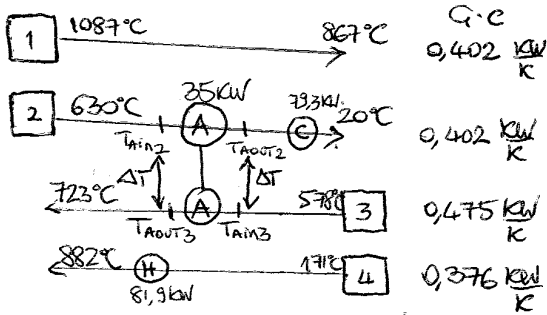 G·c
1 1087°C 867°C 0,402 KW/K
35KW 79,3KW
2 630°C A C 20°C 0,402 KW/K
TAin2 TAOUT2
ΔT ΔT
723°C A 578°C 3 0,475 KW/K
TAOUT3 TAin3
882°C H 171°C 4 0,376 KW/K
81,9KW